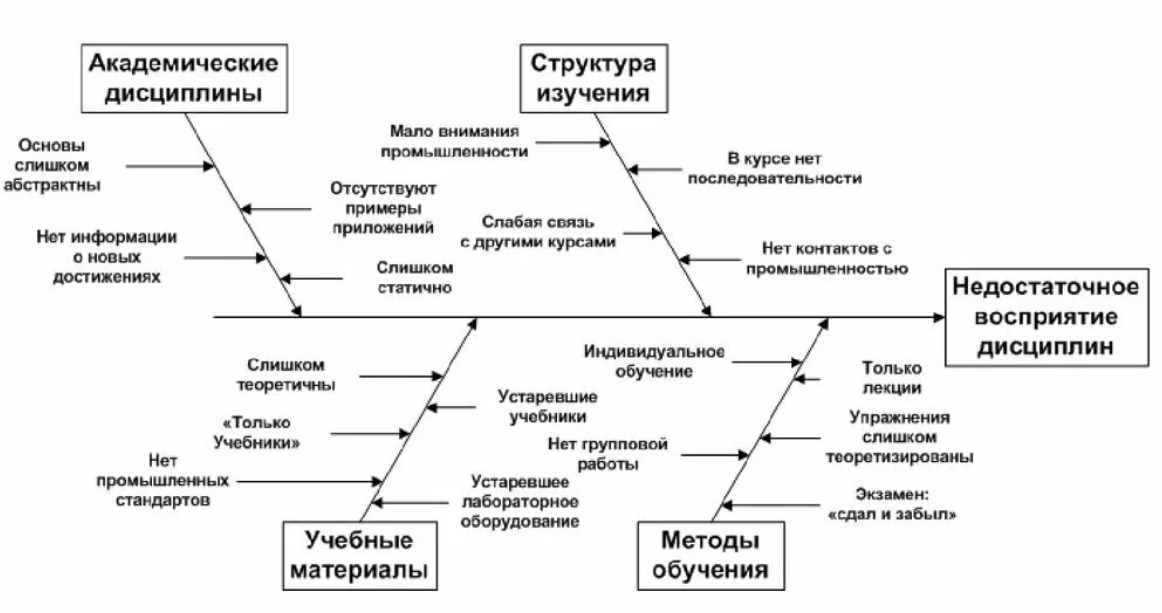 Академические
дисциплины
Структура
изучения
Основы
слишком
абстрактны
Отсутствуют
примеры
приложений
Нет информации
о новых
достижениях
Слишком
статично
Мало внимания
промышленности
В курсе нет
последовательности
Слабая связь
с другими курсами
Нет контактов с
промышленностью
Недостаточное
восприятие
дисциплин
Слишком
теоретичны
Устаревшие
учебники
«Только
Учебники»
Нет
промышленных
стандартов
Устаревшее
лабораторное
оборудование
Индивидуальное
обучение
Только
лекции
Упражнения
слишком
теоретизированы
Нет групповой
работы
Экзамен:
«сдал и забыл»
Учебные
материалы
Методы
обучения